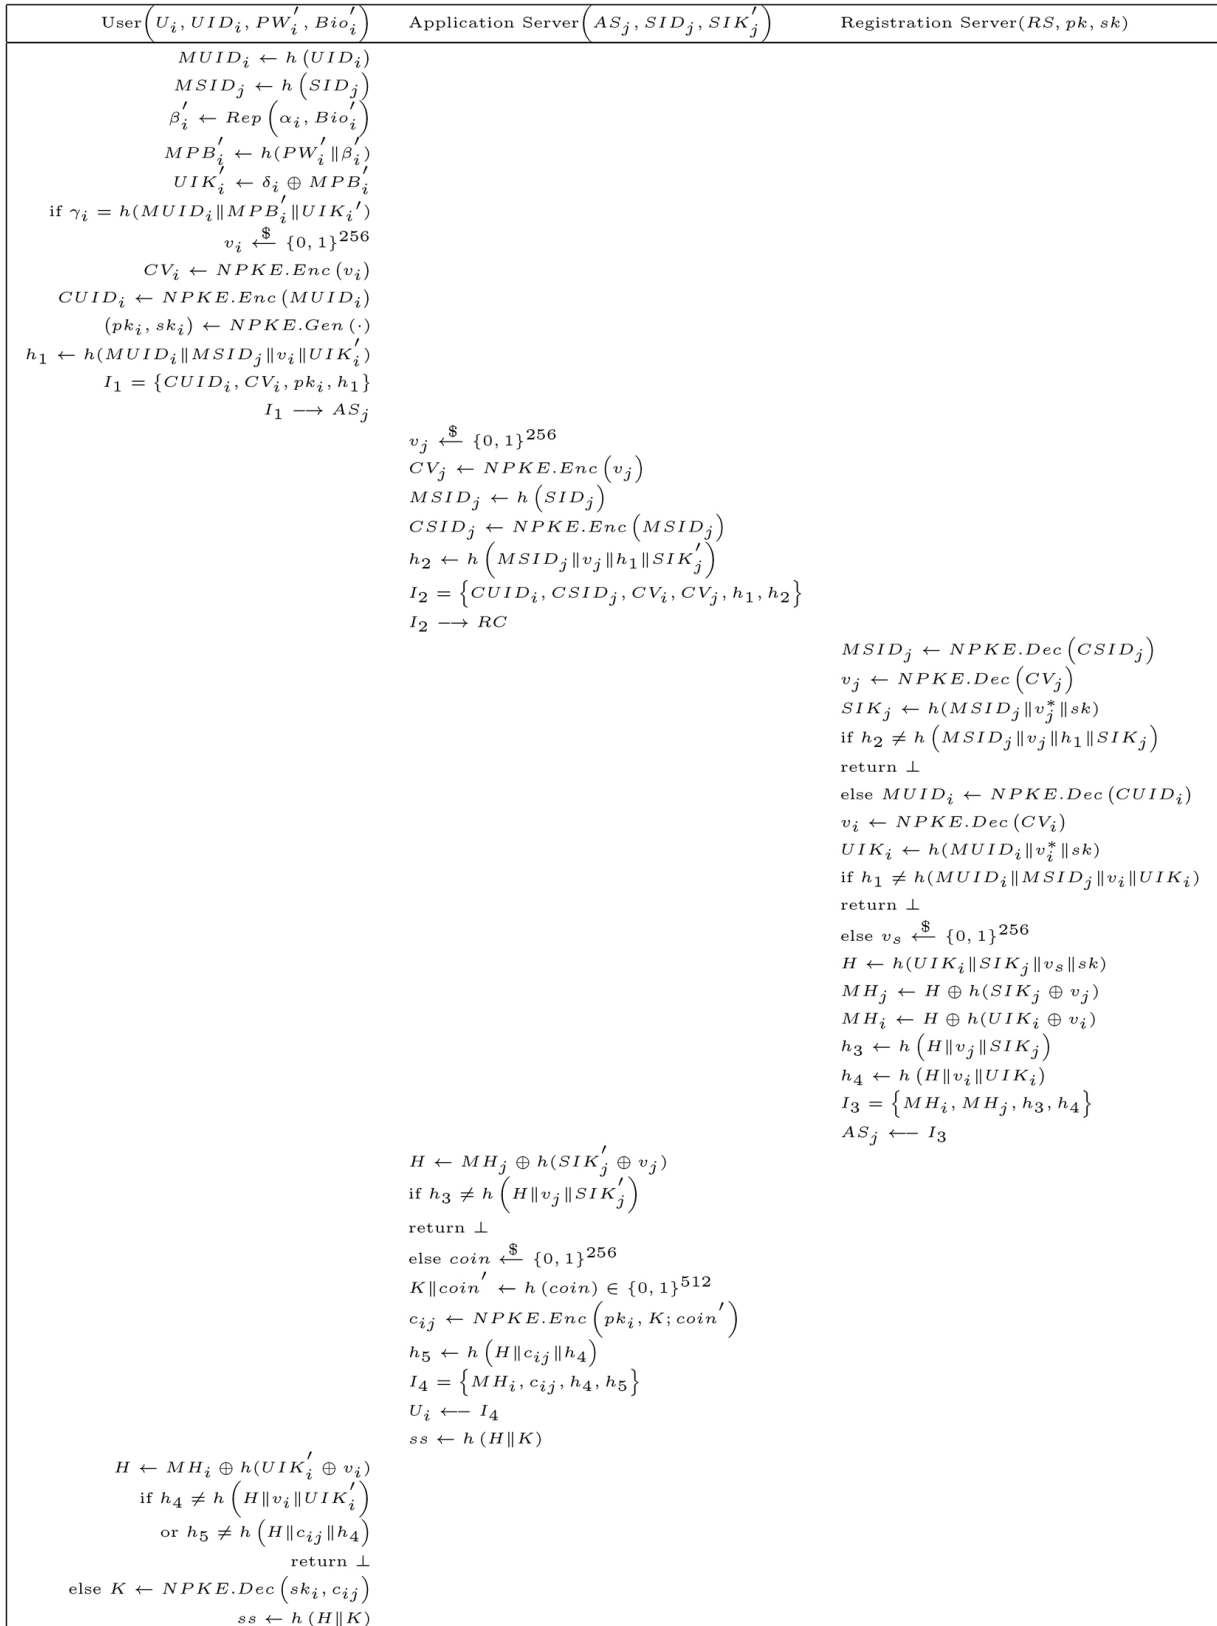 User(U_i, UID_i, PW_i', Bio_i') Application Server(AS_j, SID_j, SIK_j') Registration Server(RS, pk, sk)
MUID_i ← h (UID_i)
MSID_j ← h (SID_j)
β_i' ← Rep (α_i, Bio_i')
MPB_i' ← h(PW_i'‖β_i')
UIK_i' ← δ_i ⊕ MPB_i'
if γ_i = h(MUID_i‖MPB_i'‖UIK_i')
v_i ←$ {0, 1}^256
CV_i ← NPKE.Enc (v_i)
CUID_i ← NPKE.Enc (MUID_i)
(pk_i, sk_i) ← NPKE.Gen (·)
h_1 ← h(MUID_i‖MSID_j‖v_i‖UIK_i')
I_1 = {CUID_i, CV_i, pk_i, h_1}
I_1 ⟶ AS_j
v_j ←$ {0, 1}^256
CV_j ← NPKE.Enc (v_j)
MSID_j ← h (SID_j)
CSID_j ← NPKE.Enc (MSID_j)
h_2 ← h (MSID_j‖v_j‖h_1‖SIK_j')
I_2 = {CUID_i, CSID_j, CV_i, CV_j, h_1, h_2}
I_2 ⟶ RC
MSID_j ← NPKE.Dec (CSID_j)
v_j ← NPKE.Dec (CV_j)
SIK_j ← h(MSID_j‖v_j^*‖sk)
if h_2 ≠ h (MSID_j‖v_j‖h_1‖SIK_j)
return ⊥
else MUID_i ← NPKE.Dec (CUID_i)
v_i ← NPKE.Dec (CV_i)
UIK_i ← h(MUID_i‖v_i^*‖sk)
if h_1 ≠ h(MUID_i‖MSID_j‖v_i‖UIK_i)
return ⊥
else v_s ←$ {0, 1}^256
H ← h(UIK_i‖SIK_j‖v_s‖sk)
MH_j ← H ⊕ h(SIK_j ⊕ v_j)
MH_i ← H ⊕ h(UIK_i ⊕ v_i)
h_3 ← h (H‖v_j‖SIK_j)
h_4 ← h (H‖v_i‖UIK_i)
I_3 = {MH_i, MH_j, h_3, h_4}
AS_j ⟵ I_3
H ← MH_j ⊕ h(SIK_j' ⊕ v_j)
if h_3 ≠ h (H‖v_j‖SIK_j')
return ⊥
else coin ←$ {0, 1}^256
K‖coin' ← h (coin) ∈ {0, 1}^512
c_ij ← NPKE.Enc (pk_i, K; coin')
h_5 ← h (H‖c_ij‖h_4)
I_4 = {MH_i, c_ij, h_4, h_5}
U_i ⟵ I_4
ss ← h (H‖K)
H ← MH_i ⊕ h(UIK_i' ⊕ v_i)
if h_4 ≠ h (H‖v_i‖UIK_i')
or h_5 ≠ h (H‖c_ij‖h_4)
return ⊥
else K ← NPKE.Dec (sk_i, c_ij)
ss ← h (H‖K)